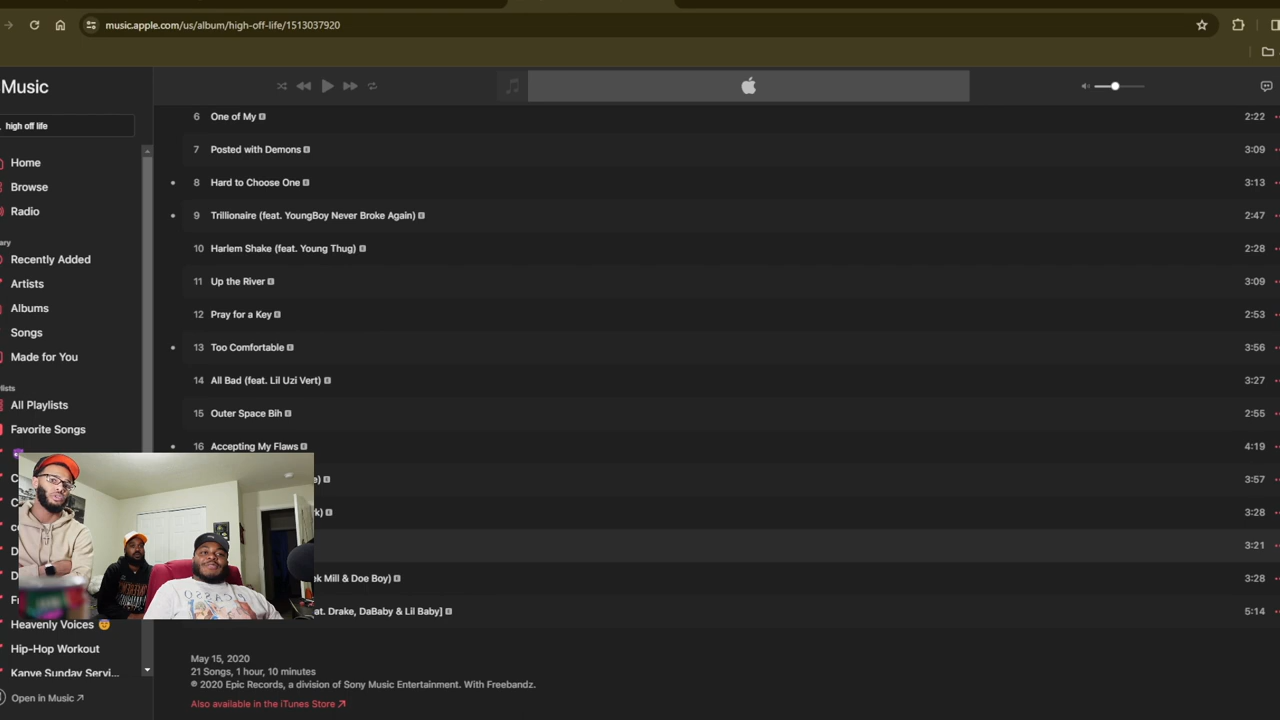 music.apple.com/us/album/high-off-life/1513037920
Music
high off life
Home
Browse
Radio
Recently Added
Artists
Albums
Songs
Made for You
All Playlists
Favorite Songs
Heavenly Voices
Hip-Hop Workout
Kanye Sunday Servi...
Open in Music ↗
6 One of My E 2:22
7 Posted with Demons E 3:09
8 Hard to Choose One E 3:13
9 Trillionaire (feat. YoungBoy Never Broke Again) E 2:47
10 Harlem Shake (feat. Young Thug) E 2:28
11 Up the River E 3:09
12 Pray for a Key E 2:53
13 Too Comfortable E 3:56
14 All Bad (feat. Lil Uzi Vert) E 3:27
15 Outer Space Bih E 2:55
16 Accepting My Flaws E 4:19
E 3:57
E 3:28
3:21
Mill & Doe Boy) E 3:28
Drake, DaBaby & Lil Baby] E 5:14
May 15, 2020
21 Songs, 1 hour, 10 minutes
℗ 2020 Epic Records, a division of Sony Music Entertainment. With Freebandz.
Also available in the iTunes Store ↗